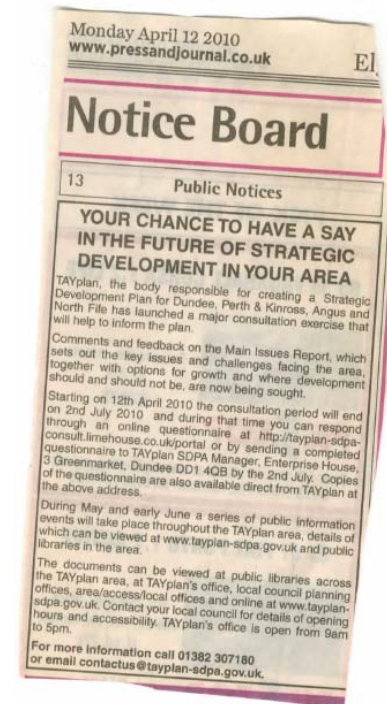 Monday April 12 2010
www.pressandjournal.co.uk
El
Notice Board
13
Public Notices
YOUR CHANCE TO HAVE A SAY
IN THE FUTURE OF STRATEGIC
DEVELOPMENT IN YOUR AREA
TAYplan, the body responsible for creating a Strategic
Development Plan for Dundee, Perth & Kinross, Angus and
North Fife has launched a major consultation exercise that
will help to inform the plan.
Comments and feedback on the Main Issues Report, which
sets out the key issues and challenges facing the area,
together with options for growth and where development
should and should not be, are now being sought.
Starting on 12th April 2010 the consultation period will end
on 2nd July 2010 and during that time you can respond
through an online questionnaire at http://tayplan-sdpa-
consult.limehouse.co.uk/portal or by sending a completed
questionnaire to TAYplan SDPA Manager, Enterprise House,
3 Greenmarket, Dundee DD1 4QB by the 2nd July. Copies
of the questionnaire are also available direct from TAYplan at
the above address.
During May and early June a series of public information
events will take place throughout the TAYplan area, details of
which can be viewed at www.tayplan-sdpa.gov.uk and public
libraries in the area.
The documents can be viewed at public libraries across
the TAYplan area, at TAYplan's office, local council planning
offices, area/access/local offices and online at www.tayplan-
sdpa.gov.uk. Contact your local council for details of opening
hours and accessibility. TAYplan's office is open from 9am
to 5pm.
For more information call 01382 307180
or email contactus@tayplan-sdpa.gov.uk.